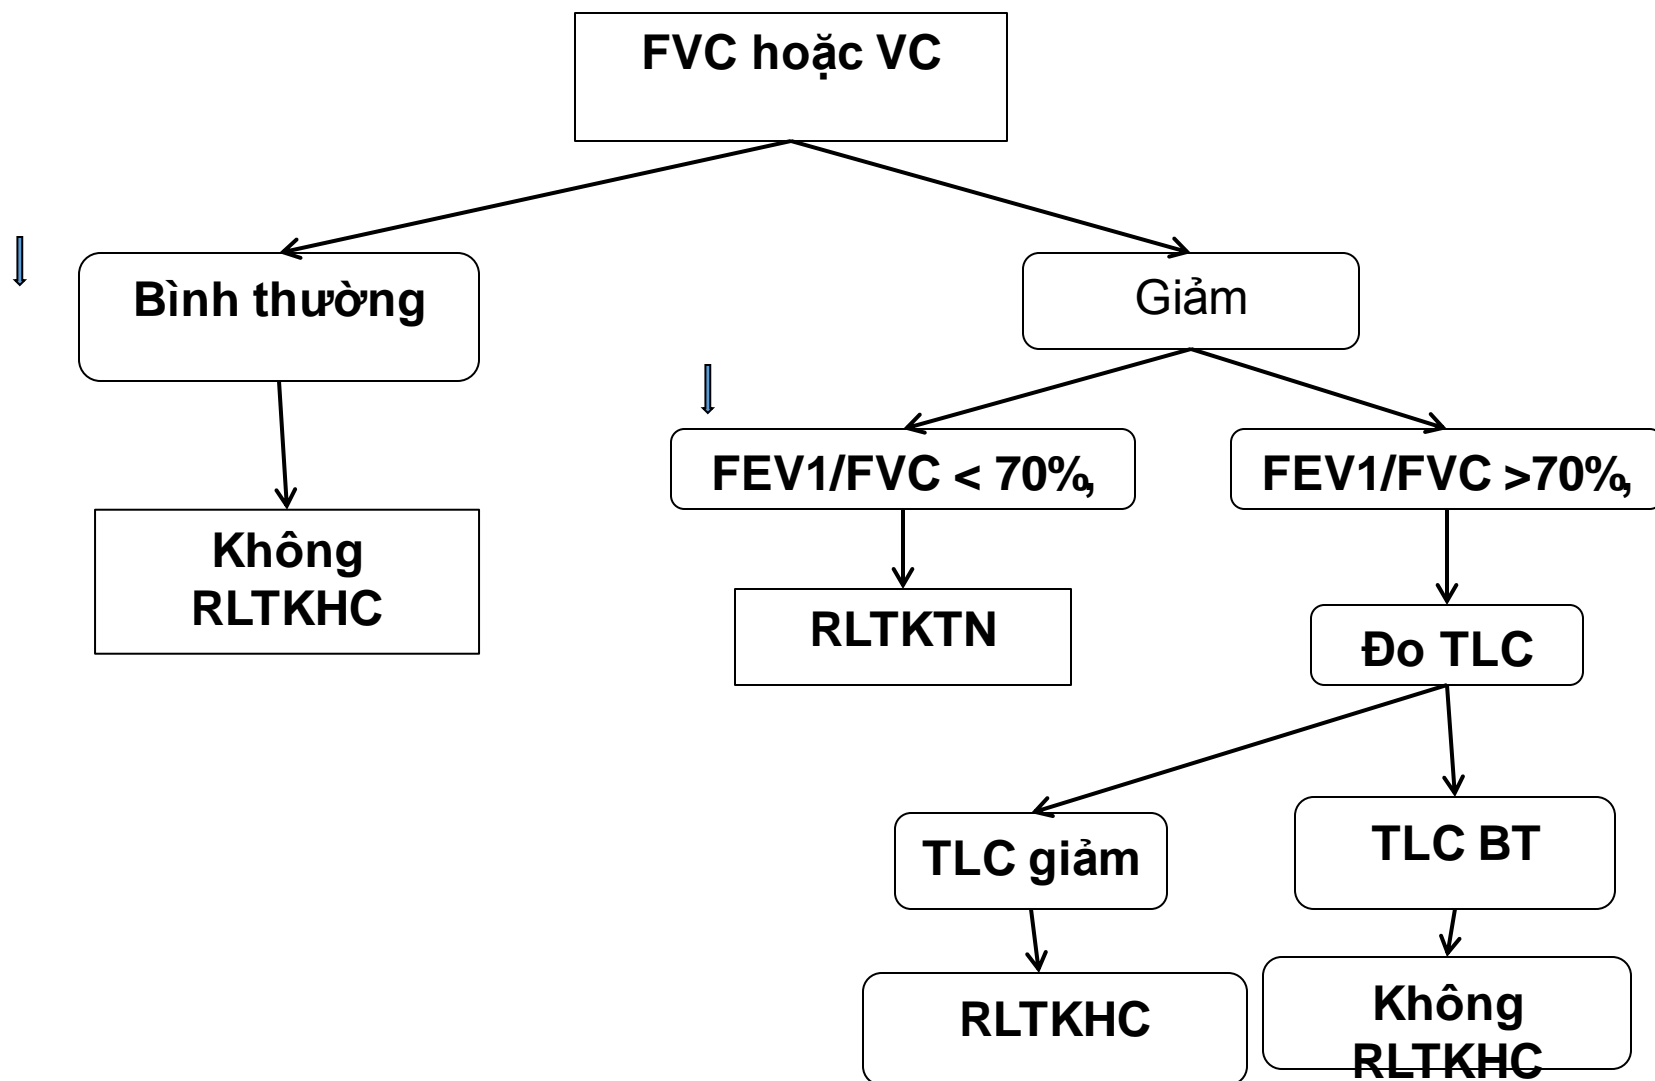 FVC hoặc VC
Bình thường
Giảm
FEV1/FVC < 70%,
FEV1/FVC >70%,
Không
RLTKHC
RLTKTN
Đo TLC
TLC giảm
TLC BT
RLTKHC
Không
RLTKHC